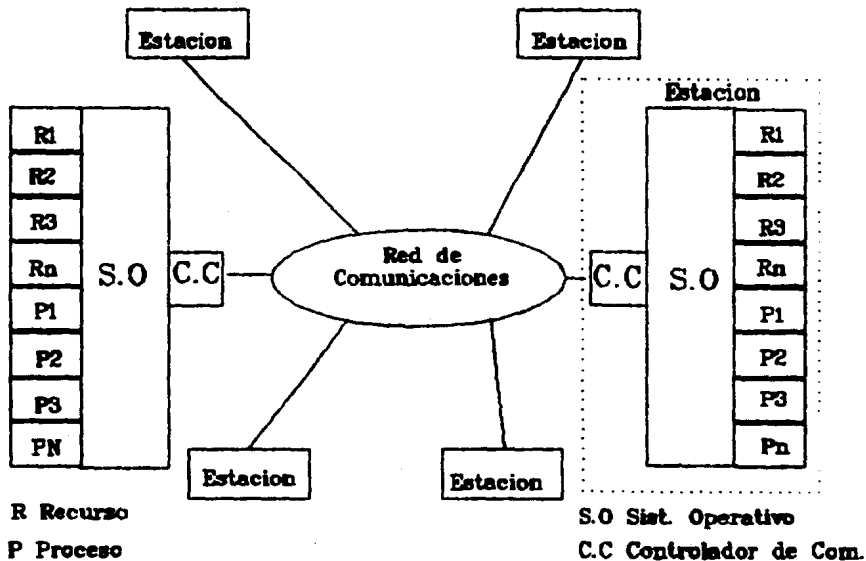 Estacion
Estacion
Estacion
R1
R2
R3
Rn
P1
P2
P3
PN
S.O
C.C
Red de
Comunicaciones
C.C
S.O
R1
R2
R9
Rn
P1
P2
P3
Pn
Estacion
Estacion
R Recurso
P Proceso
S.O Sist. Operativo
C.C Controlador de Com.